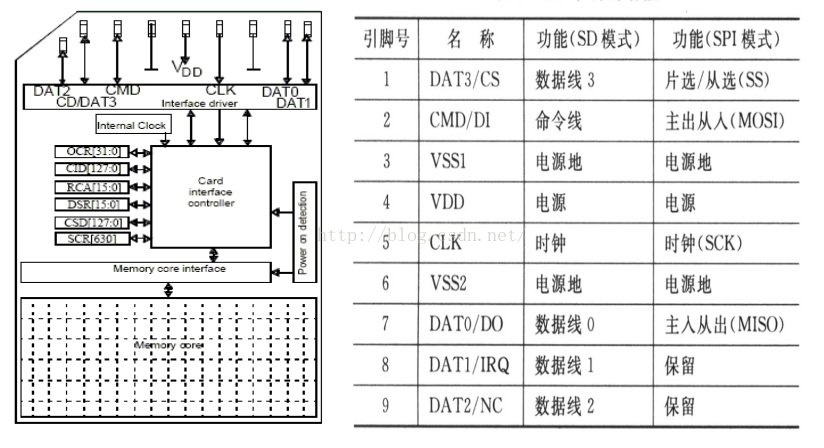 VDD
DAT2
CMD
CLK
DAT0
CD/DAT3
Interface driver
DAT1
Internal Clock
OCR[31:0]
CID[127:0]
RCA[15:0]
DSR[15:0]
CSD[127:0]
SCR[630]
Card
interface
controller
Power on detection
Memory core interface
Memory core
引脚号 名 称 功能(SD 模式) 功能(SPI 模式)
1 DAT3/CS 数据线 3 片选/从选(SS)
2 CMD/DI 命令线 主出从入(MOSI)
3 VSS1 电源地 电源地
4 VDD 电源 电源
5 CLK 时钟 时钟(SCK)
6 VSS2 电源地 电源地
7 DAT0/DO 数据线 0 主入从出(MISO)
8 DAT1/IRQ 数据线 1 保留
9 DAT2/NC 数据线 2 保留
http://blog.csdn.net/